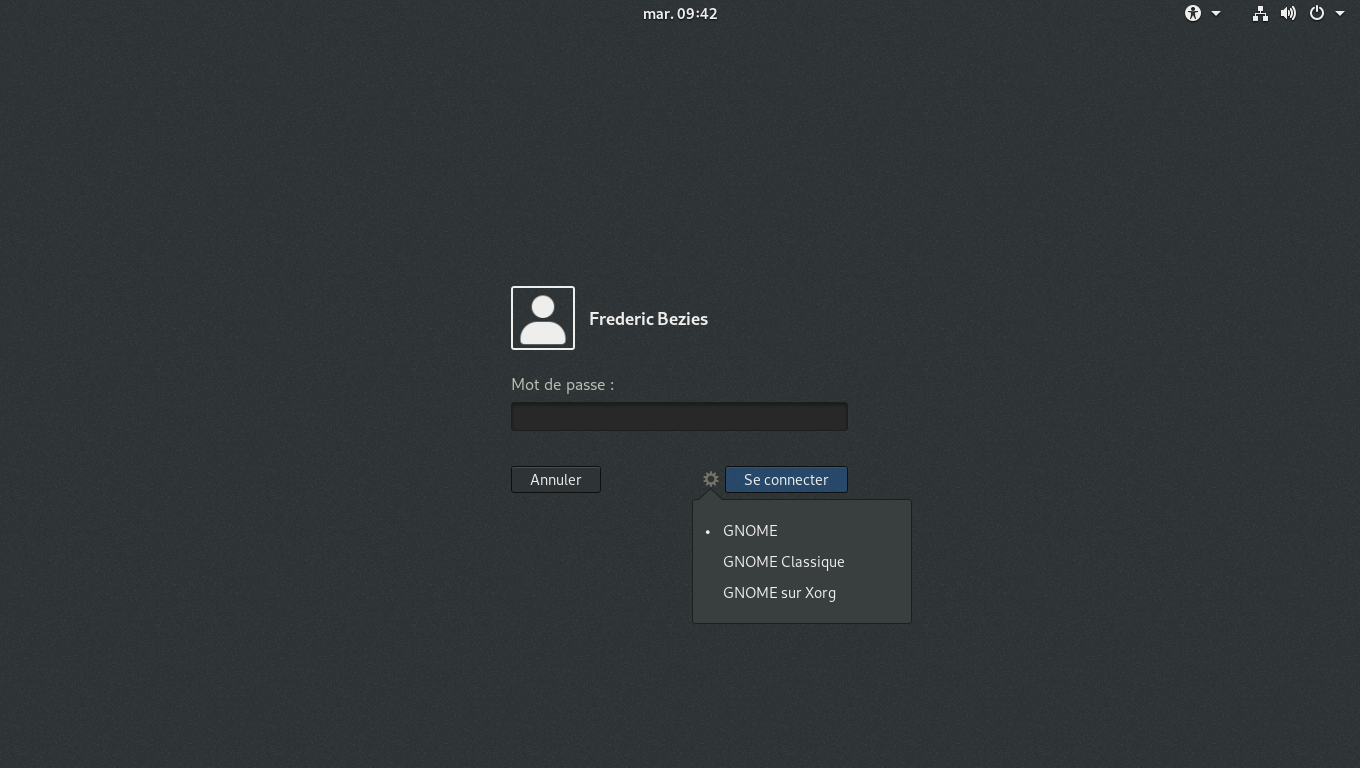 mar. 09:42
Frederic Bezies
Mot de passe :
Annuler
Se connecter
• GNOME
GNOME Classique
GNOME sur Xorg